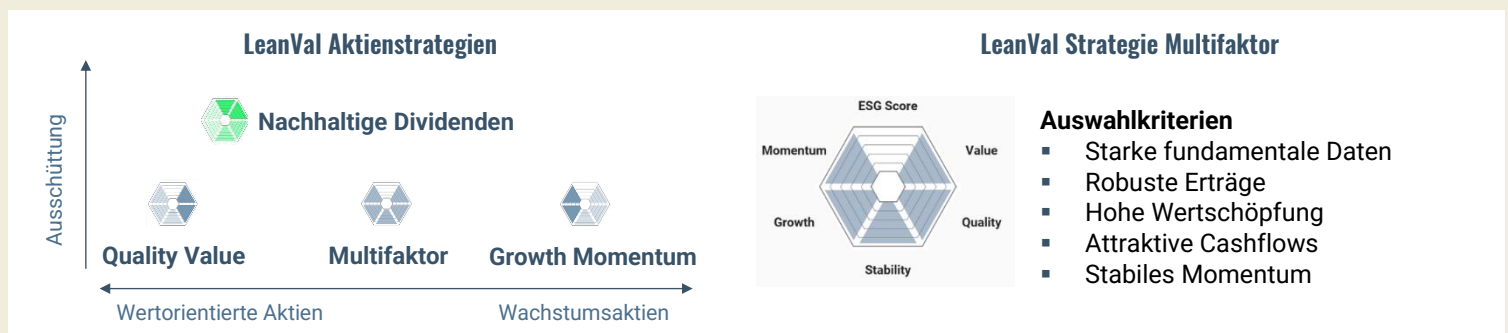 LeanVal Aktienstrategien
Ausschüttung
Nachhaltige Dividenden
Quality Value
Multifaktor
Growth Momentum
Wertorientierte Aktien
Wachstumsaktien
LeanVal Strategie Multifaktor
ESG Score
Momentum
Value
Growth
Quality
Stability
Auswahlkriterien
▪ Starke fundamentale Daten
▪ Robuste Erträge
▪ Hohe Wertschöpfung
▪ Attraktive Cashflows
▪ Stabiles Momentum